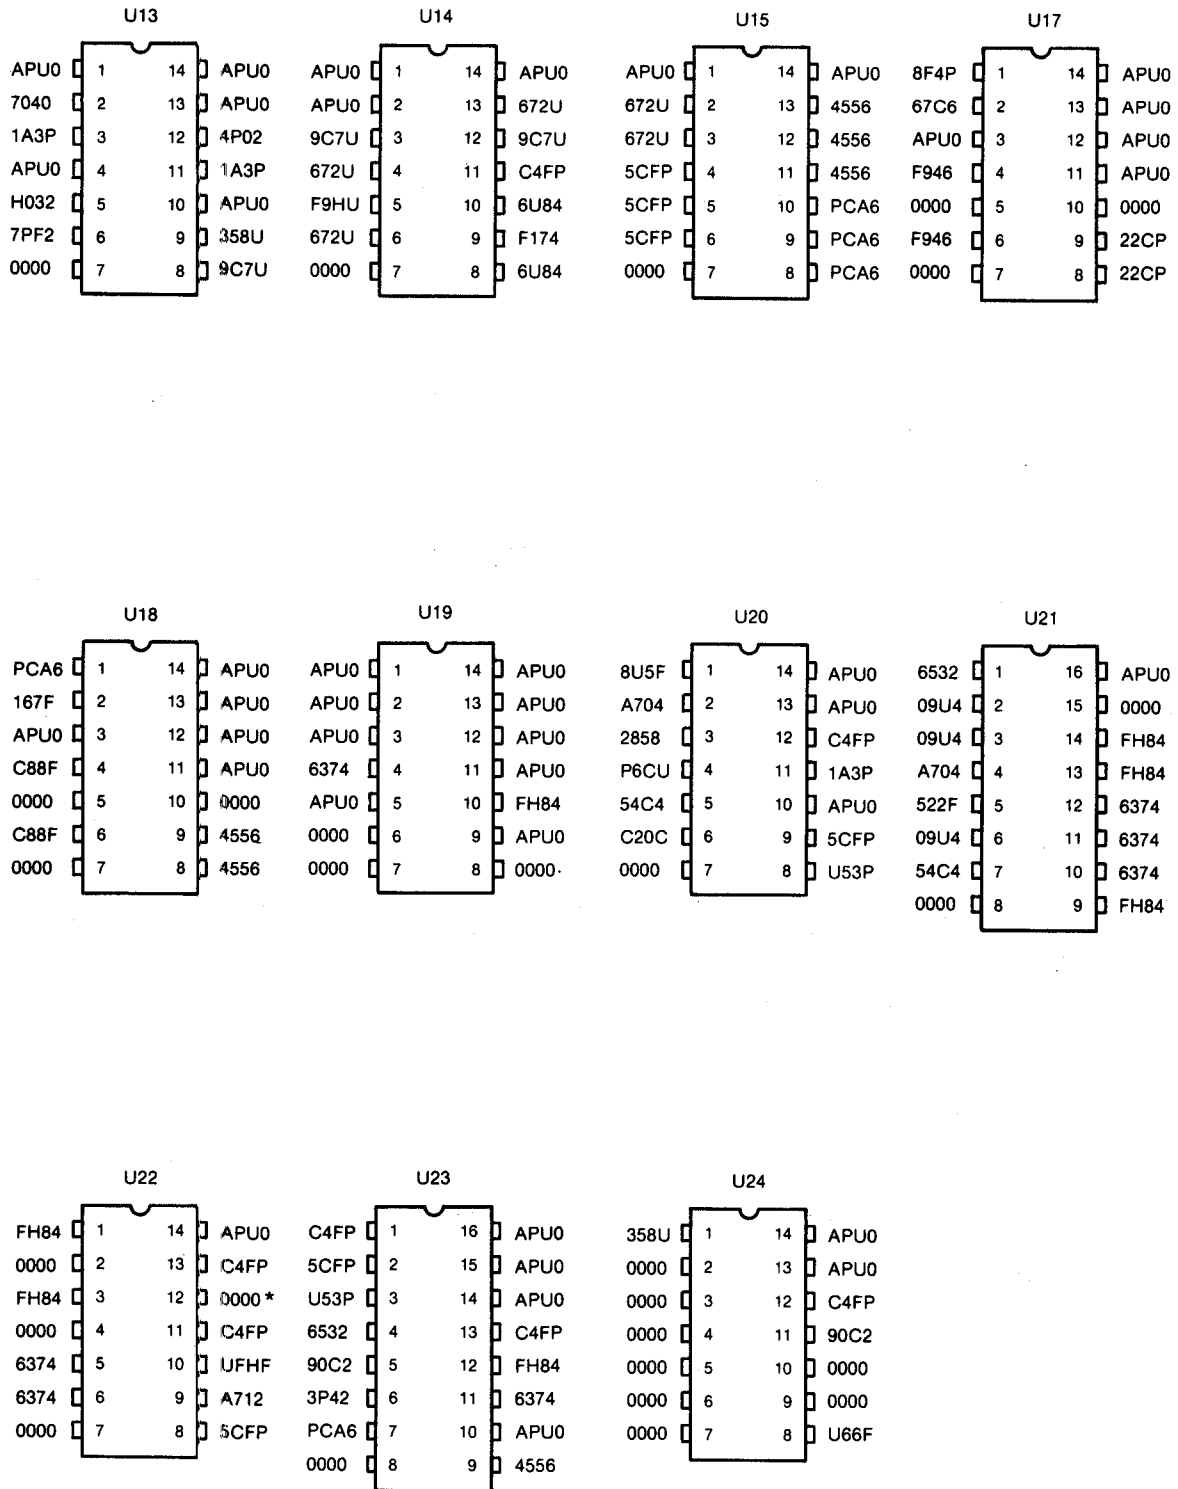 U13 U14 U15 U17
APU0 1 14 APU0 APU0 1 14 APU0 APU0 1 14 APU0 8F4P 1 14 APU0
7040 2 13 APU0 APU0 2 13 672U 672U 2 13 4556 67C6 2 13 APU0
1A3P 3 12 4P02 9C7U 3 12 9C7U 672U 3 12 4556 APU0 3 12 APU0
APU0 4 11 1A3P 672U 4 11 C4FP 5CFP 4 11 4556 F946 4 11 APU0
H032 5 10 APU0 F9HU 5 10 6U84 5CFP 5 10 PCA6 0000 5 10 0000
7PF2 6 9 358U 672U 6 9 F174 5CFP 6 9 PCA6 F946 6 9 22CP
0000 7 8 9C7U 0000 7 8 6U84 0000 7 8 PCA6 0000 7 8 22CP
U18 U19 U20 U21
PCA6 1 14 APU0 APU0 1 14 APU0 8U5F 1 14 APU0 6532 1 16 APU0
167F 2 13 APU0 APU0 2 13 APU0 A704 2 13 APU0 09U4 2 15 0000
APU0 3 12 APU0 APU0 3 12 APU0 2858 3 12 C4FP 09U4 3 14 FH84
C88F 4 11 APU0 6374 4 11 APU0 P6CU 4 11 1A3P A704 4 13 FH84
0000 5 10 0000 APU0 5 10 FH84 54C4 5 10 APU0 522F 5 12 6374
C88F 6 9 4556 0000 6 9 APU0 C20C 6 9 5CFP 09U4 6 11 6374
0000 7 8 4556 0000 7 8 0000 0000 7 8 U53P 54C4 7 10 6374
0000 8 9 FH84
U22 U23 U24
FH84 1 14 APU0 C4FP 1 16 APU0 358U 1 14 APU0
0000 2 13 C4FP 5CFP 2 15 APU0 0000 2 13 APU0
FH84 3 12 0000* U53P 3 14 APU0 0000 3 12 C4FP
0000 4 11 C4FP 6532 4 13 C4FP 0000 4 11 90C2
6374 5 10 UFHF 90C2 5 12 FH84 0000 5 10 0000
6374 6 9 A712 3P42 6 11 6374 0000 6 9 0000
0000 7 8 5CFP PCA6 7 10 APU0 0000 7 8 U66F
0000 8 9 4556